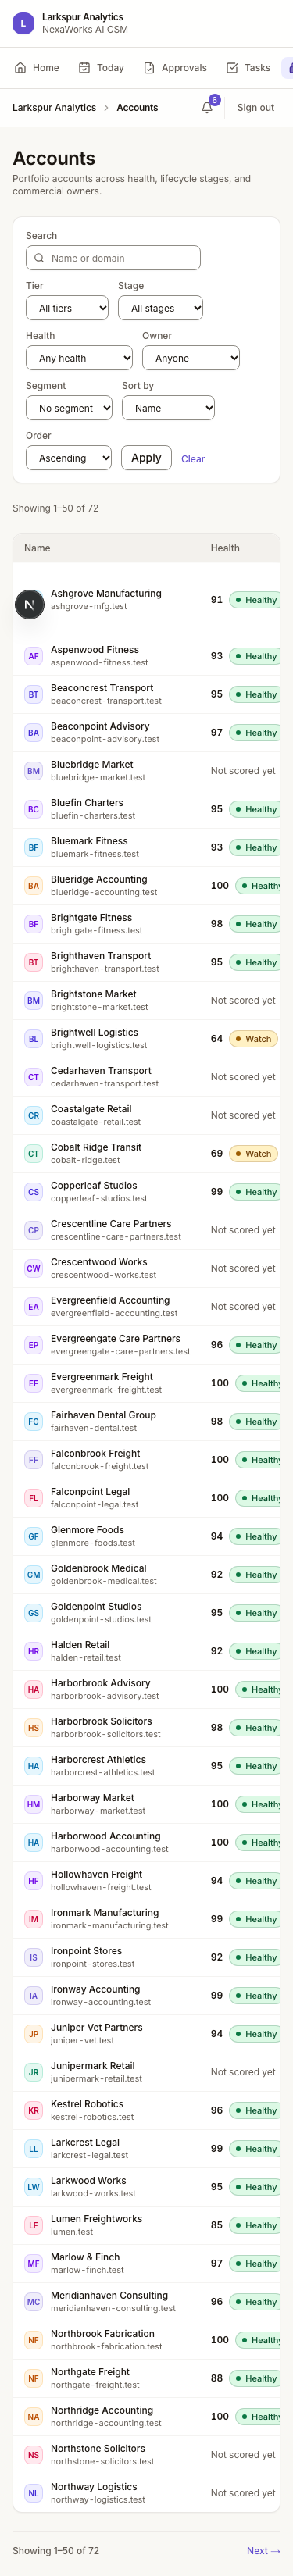 L
Larkspur Analytics
NexaWorks AI CSM
Home Today Approvals Tasks
Larkspur Analytics > Accounts 6 Sign out
Accounts
Portfolio accounts across health, lifecycle stages, and
commercial owners.
Search
Name or domain
Tier Stage
All tiers All stages
Health Owner
Any health Anyone
Segment Sort by
No segment Name
Order
Ascending Apply Clear
Showing 1–50 of 72
Name Health
N Ashgrove Manufacturing 91 Healthy
ashgrove-mfg.test
AF Aspenwood Fitness 93 Healthy
aspenwood-fitness.test
BT Beaconcrest Transport 95 Healthy
beaconcrest-transport.test
BA Beaconpoint Advisory 97 Healthy
beaconpoint-advisory.test
BM Bluebridge Market Not scored yet
bluebridge-market.test
BC Bluefin Charters 95 Healthy
bluefin-charters.test
BF Bluemark Fitness 93 Healthy
bluemark-fitness.test
BA Blueridge Accounting 100 Healthy
blueridge-accounting.test
BF Brightgate Fitness 98 Healthy
brightgate-fitness.test
BT Brighthaven Transport 95 Healthy
brighthaven-transport.test
BM Brightstone Market Not scored yet
brightstone-market.test
BL Brightwell Logistics 64 Watch
brightwell-logistics.test
CT Cedarhaven Transport Not scored yet
cedarhaven-transport.test
CR Coastalgate Retail Not scored yet
coastalgate-retail.test
CT Cobalt Ridge Transit 69 Watch
cobalt-ridge.test
CS Copperleaf Studios 99 Healthy
copperleaf-studios.test
CP Crescentline Care Partners Not scored yet
crescentline-care-partners.test
CW Crescentwood Works Not scored yet
crescentwood-works.test
EA Evergreenfield Accounting Not scored yet
evergreenfield-accounting.test
EP Evergreengate Care Partners 96 Healthy
evergreengate-care-partners.test
EF Evergreenmark Freight 100 Healthy
evergreenmark-freight.test
FG Fairhaven Dental Group 98 Healthy
fairhaven-dental.test
FF Falconbrook Freight 100 Healthy
falconbrook-freight.test
FL Falconpoint Legal 100 Healthy
falconpoint-legal.test
GF Glenmore Foods 94 Healthy
glenmore-foods.test
GM Goldenbrook Medical 92 Healthy
goldenbrook-medical.test
GS Goldenpoint Studios 95 Healthy
goldenpoint-studios.test
HR Halden Retail 92 Healthy
halden-retail.test
HA Harborbrook Advisory 100 Healthy
harborbrook-advisory.test
HS Harborbrook Solicitors 98 Healthy
harborbrook-solicitors.test
HA Harborcrest Athletics 95 Healthy
harborcrest-athletics.test
HM Harborway Market 100 Healthy
harborway-market.test
HA Harborwood Accounting 100 Healthy
harborwood-accounting.test
HF Hollowhaven Freight 94 Healthy
hollowhaven-freight.test
IM Ironmark Manufacturing 99 Healthy
ironmark-manufacturing.test
IS Ironpoint Stores 92 Healthy
ironpoint-stores.test
IA Ironway Accounting 99 Healthy
ironway-accounting.test
JP Juniper Vet Partners 94 Healthy
juniper-vet.test
JR Junipermark Retail Not scored yet
junipermark-retail.test
KR Kestrel Robotics 96 Healthy
kestrel-robotics.test
LL Larkcrest Legal 99 Healthy
larkcrest-legal.test
LW Larkwood Works 95 Healthy
larkwood-works.test
LF Lumen Freightworks 85 Healthy
lumen.test
MF Marlow & Finch 97 Healthy
marlow-finch.test
MC Meridianhaven Consulting 96 Healthy
meridianhaven-consulting.test
NF Northbrook Fabrication 100 Healthy
northbrook-fabrication.test
NF Northgate Freight 88 Healthy
northgate-freight.test
NA Northridge Accounting 100 Healthy
northridge-accounting.test
NS Northstone Solicitors Not scored yet
northstone-solicitors.test
NL Northway Logistics Not scored yet
northway-logistics.test
Showing 1–50 of 72 Next →